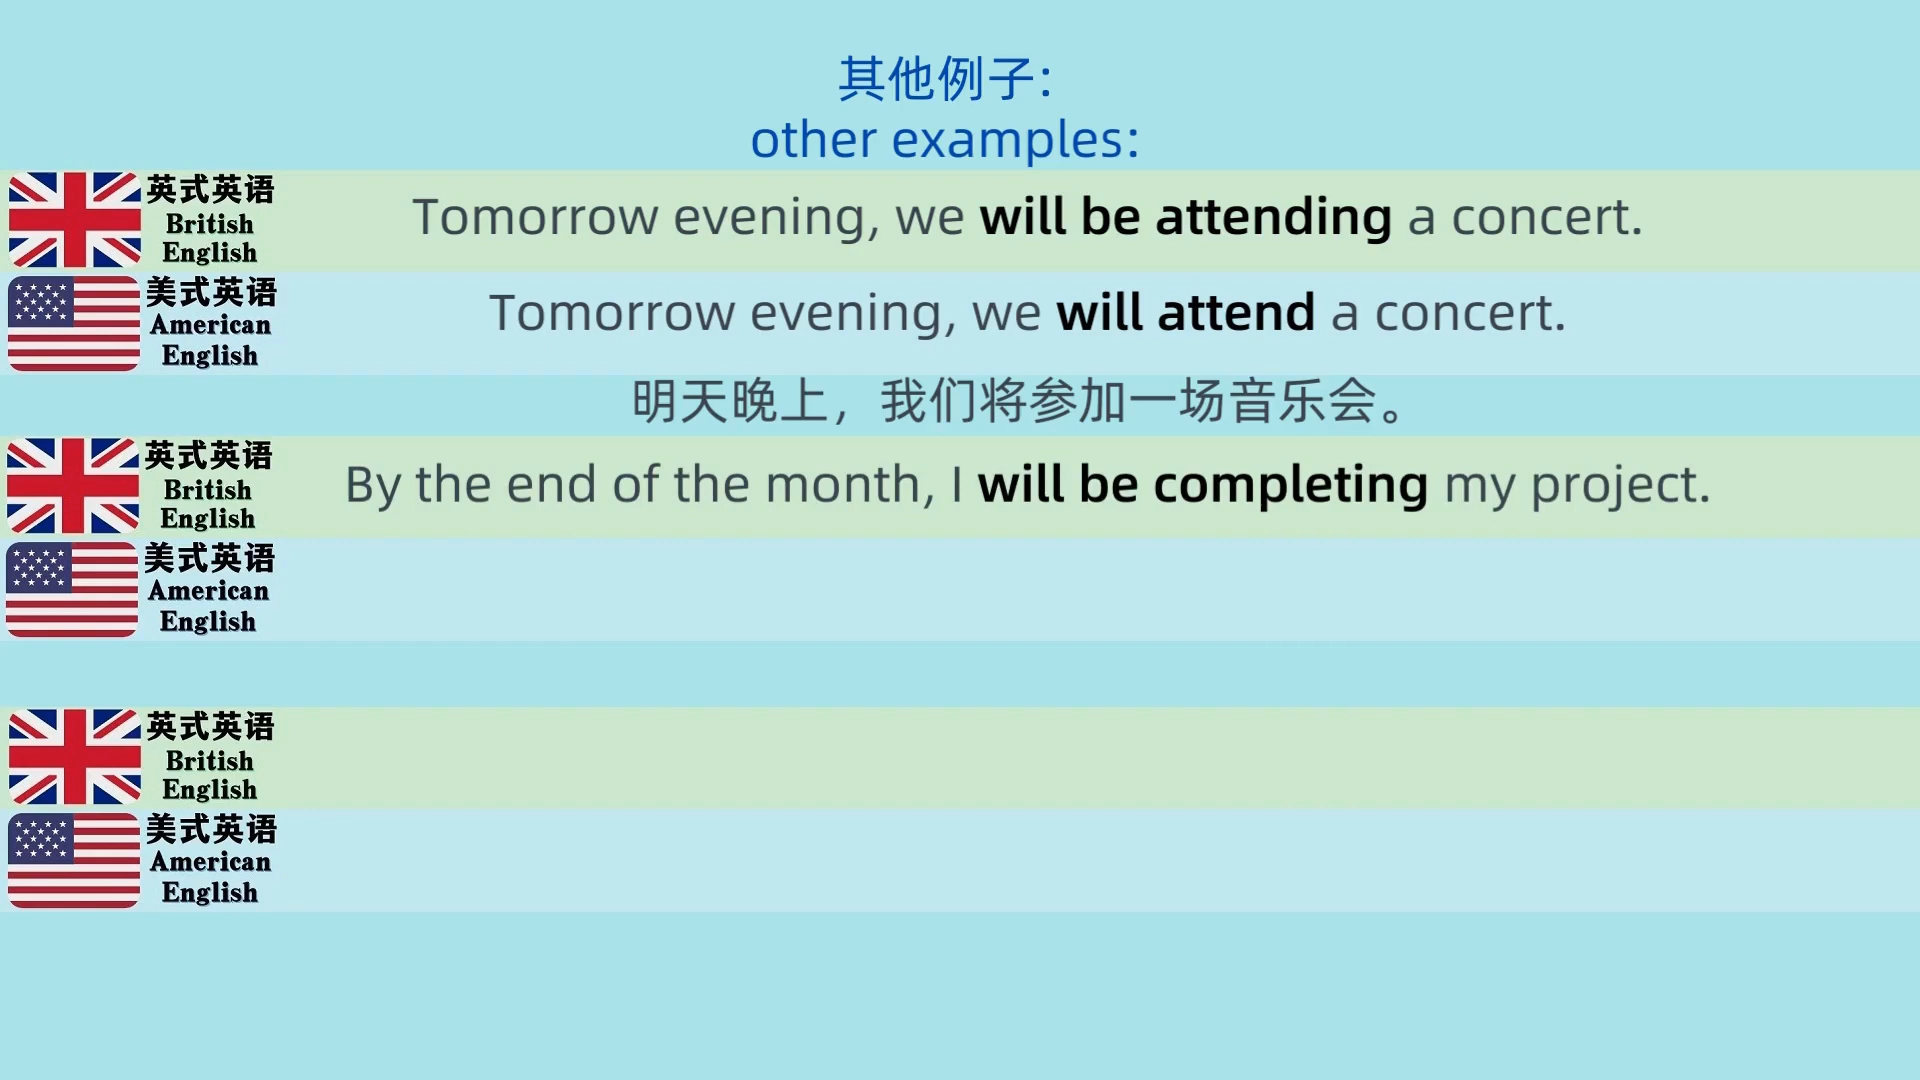 其他例子：
other examples:
英式英语
British
English
Tomorrow evening, we will be attending a concert.
美式英语
American
English
Tomorrow evening, we will attend a concert.
明天晚上，我们将参加一场音乐会。
英式英语
British
English
By the end of the month, I will be completing my project.
美式英语
American
English
英式英语
British
English
美式英语
American
English